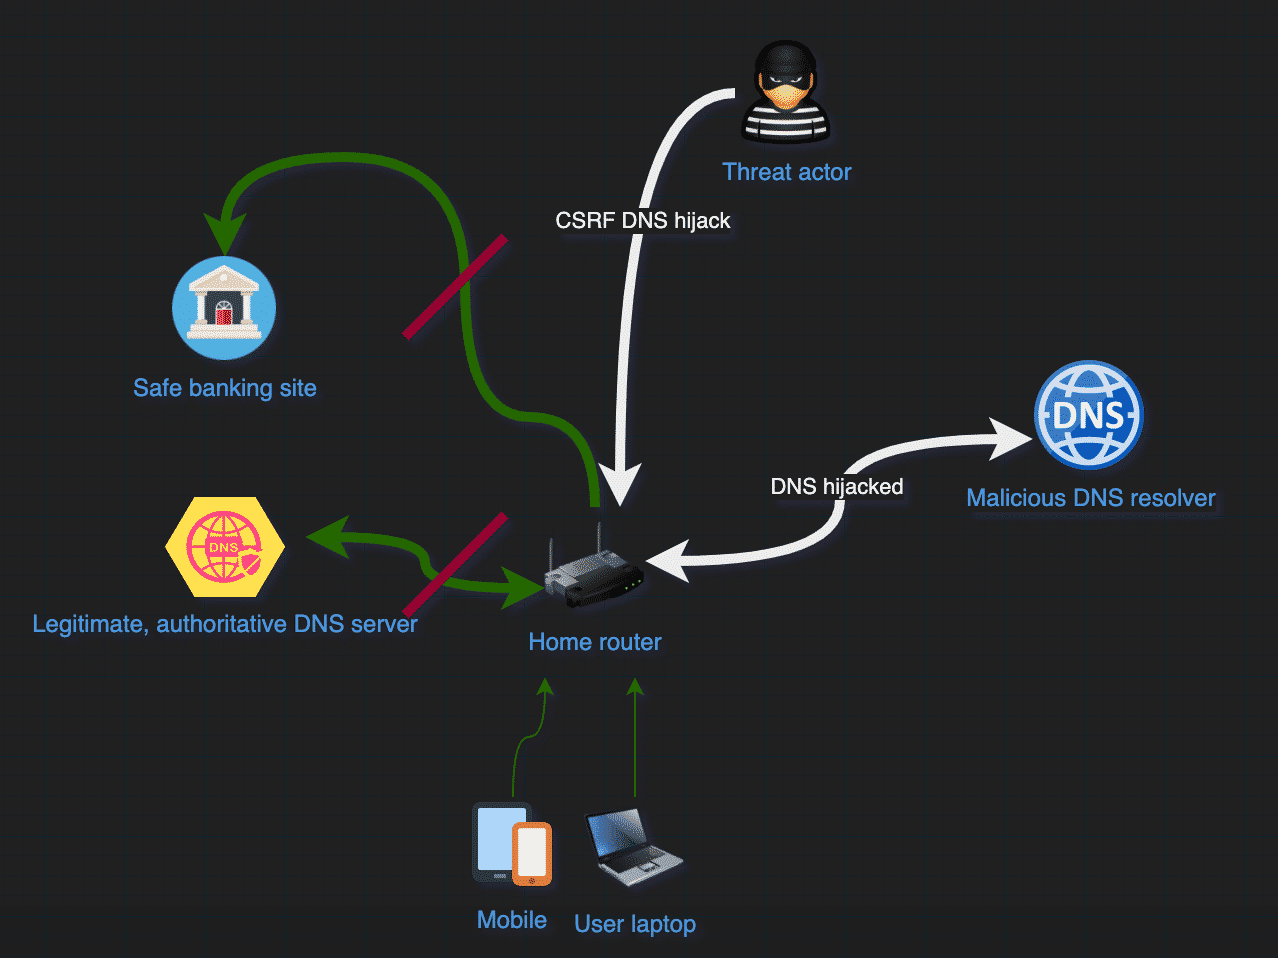 Threat actor
CSRF DNS hijack
Safe banking site
DNS
DNS hijacked
Malicious DNS resolver
DNS
Legitimate, authoritative DNS server
Home router
Mobile
User laptop